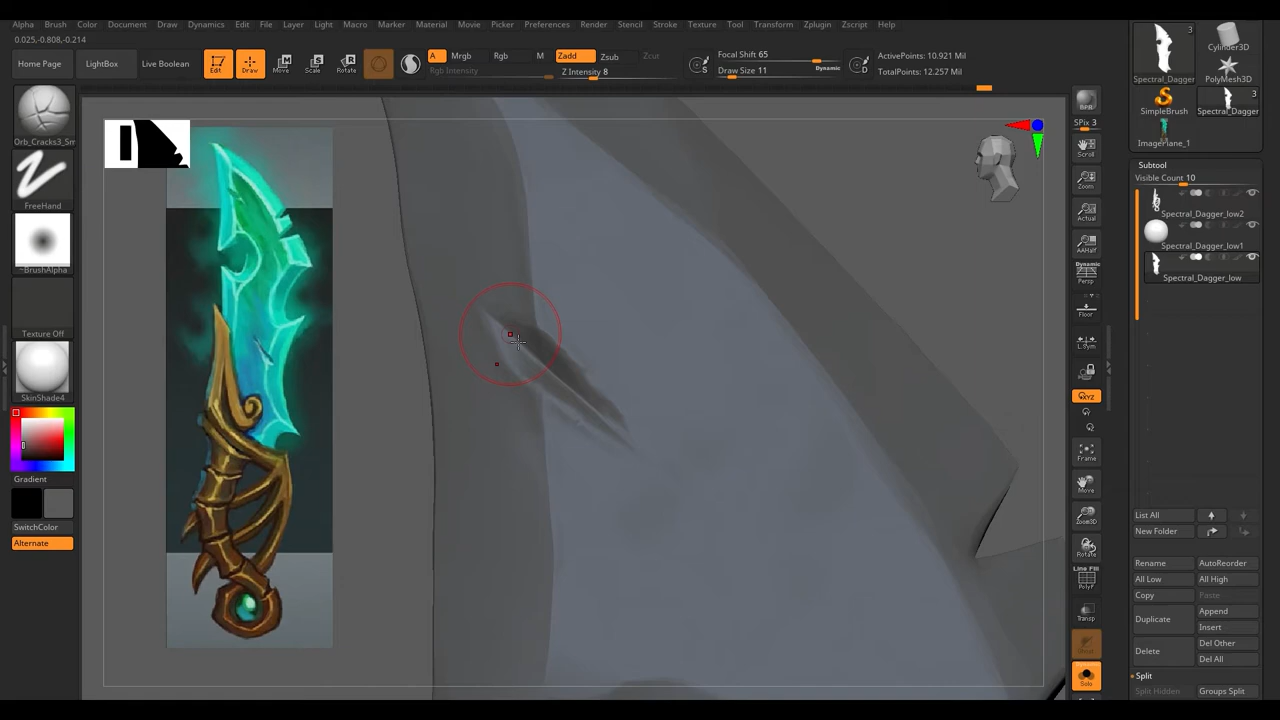 Alpha Brush Color Document Draw Dynamics Edit File Layer Light Macro Marker Material Movie Picker Preferences Render Stencil Stroke Texture Tool Transform Zplugin Zscript Help
0.025,-0.808,-0.214
Home Page
LightBox
Live Boolean
Edit
Draw
Move
Scale
Rotate
A
Mrgb
Rgb
M
Zadd
Zsub
Zcut
Rgb Intensity
Z Intensity 8
Focal Shift 65
Draw Size 11
Dynamic
S
D
ActivePoints: 10.921 Mil
TotalPoints: 12.257 Mil
Orb_Cracks3_Sm
FreeHand
~BrushAlpha
Texture Off
SkinShade4
Gradient
SwitchColor
Alternate
BPR
SPix 3
Scroll
Zoom
Actual
AAHalf
Dynamic
Persp
Floor
L.Sym
XYZ
Frame
Move
Zoom3D
Rotate
Line Fill
PolyF
Transp
Solo
3
Spectral_Dagger
Cylinder3D
PolyMesh3D
3
SimpleBrush
Spectral_Dagger
ImagePlane_1
Subtool
Visible Count 10
Spectral_Dagger_low2
Spectral_Dagger_low1
Spectral_Dagger_low
List All
New Folder
Rename
AutoReorder
All Low
All High
Copy
Paste
Duplicate
Append
Insert
Delete
Del Other
Del All
Split
Split Hidden
Groups Split